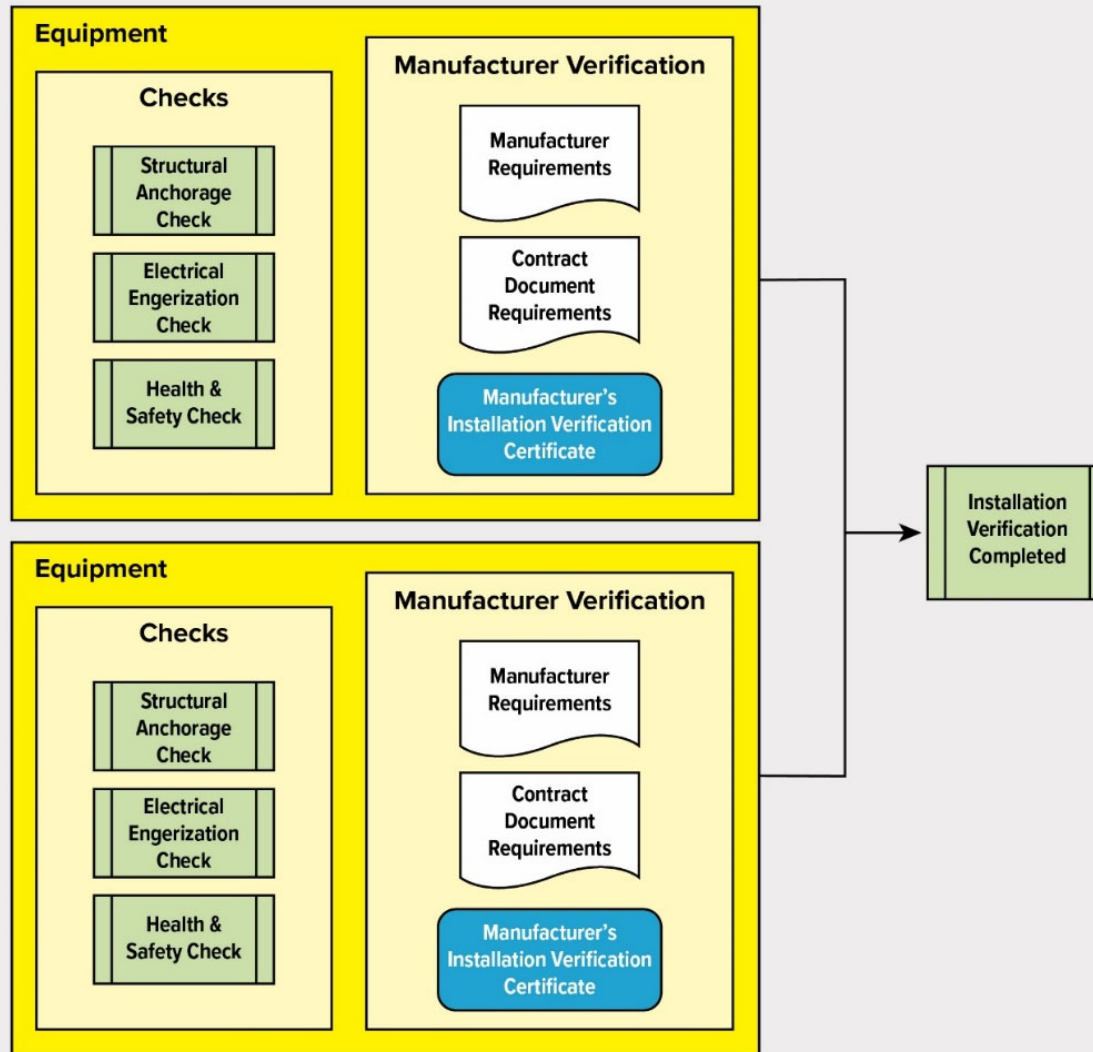 Equipment
Checks
Structural
Anchorage
Check
Electrical
Engerization
Check
Health &
Safety Check
Manufacturer Verification
Manufacturer
Requirements
Contract
Document
Requirements
Manufacturer's
Installation Verification
Certificate
Equipment
Checks
Structural
Anchorage
Check
Electrical
Engerization
Check
Health &
Safety Check
Manufacturer Verification
Manufacturer
Requirements
Contract
Document
Requirements
Manufacturer's
Installation Verification
Certificate
Installation
Verification
Completed